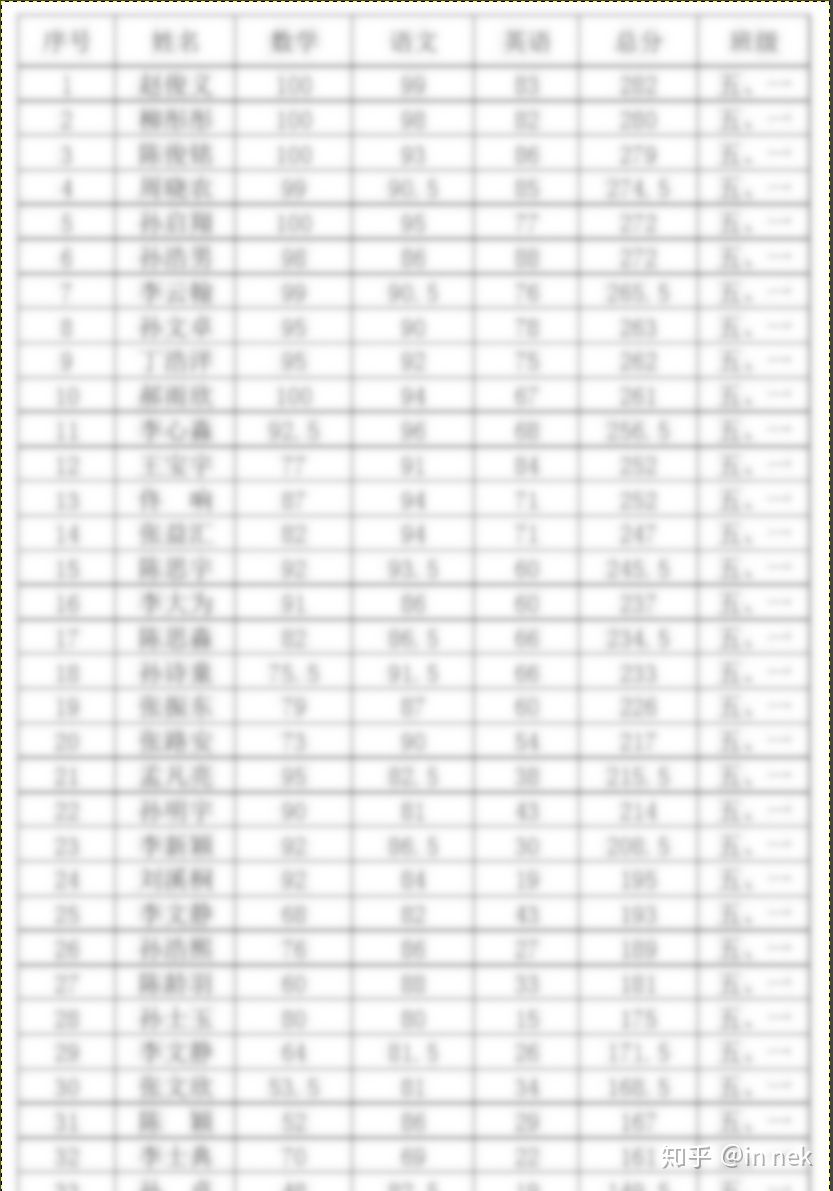 序号 姓名 数学 语文 英语 总分 班级
1 赵俊义 100 99 83 282 五、一
2 柳彤彤 100 98 82 280 五、一
3 陈俊铭 100 93 86 279 五、一
4 周晓农 99 90.5 85 274.5 五、一
5 孙启翔 100 95 77 272 五、一
6 孙浩男 98 86 88 272 五、一
7 李云翰 99 90.5 76 265.5 五、一
8 孙文卓 95 90 78 263 五、一
9 丁浩洋 95 92 75 262 五、一
10 郝雨欣 100 94 67 261 五、一
11 李心淼 92.5 96 68 256.5 五、一
12 王宝宇 77 91 84 252 五、一
13 佟 响 87 94 71 252 五、一
14 张益汇 82 94 71 247 五、一
15 陈思宇 92 93.5 60 245.5 五、一
16 李大为 91 86 60 237 五、一
17 陈思淼 82 86.5 66 234.5 五、一
18 孙诗童 75.5 91.5 66 233 五、一
19 张振东 79 87 60 226 五、一
20 张路安 73 90 54 217 五、一
21 孟凡亮 95 82.5 38 215.5 五、一
22 孙明宇 90 81 43 214 五、一
23 李新颖 92 86.5 30 208.5 五、一
24 刘溪桐 92 84 19 195 五、一
25 李文静 68 82 43 193 五、一
26 孙浩熙 76 86 27 189 五、一
27 60 88 33 181 五、一
28 孙士玉 80 80 15 175 五、一
29 李文静 64 81.5 26 171.5 五、一
30 张文欣 53.5 81 34 168.5 五、一
31 陈 颖 52 86 29 167 五、一
32 李士典 70 69 22 161
知乎 @in nek